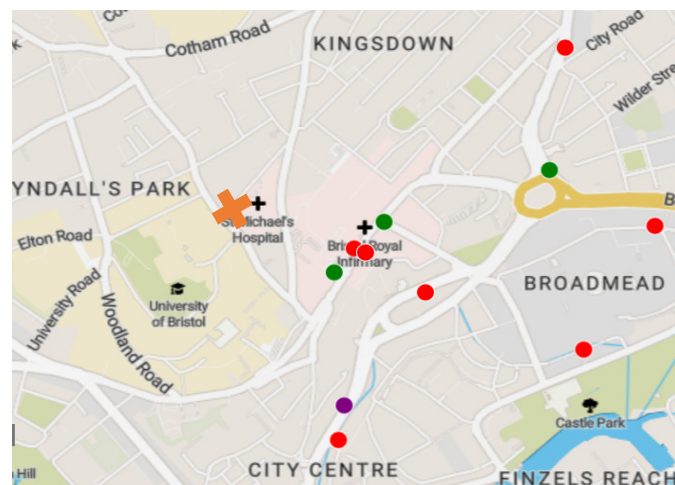 Cotham Road
KINGSDOWN
City Road
Wilder Stre
YNDALL'S PARK
St Michael's
Hospital
Elton Road
Bristol Royal
Infirmary
University Road
University
of Bristol
Woodland Road
BROADMEAD
Castle Park
CITY CENTRE
FINZELS REACH
Hill